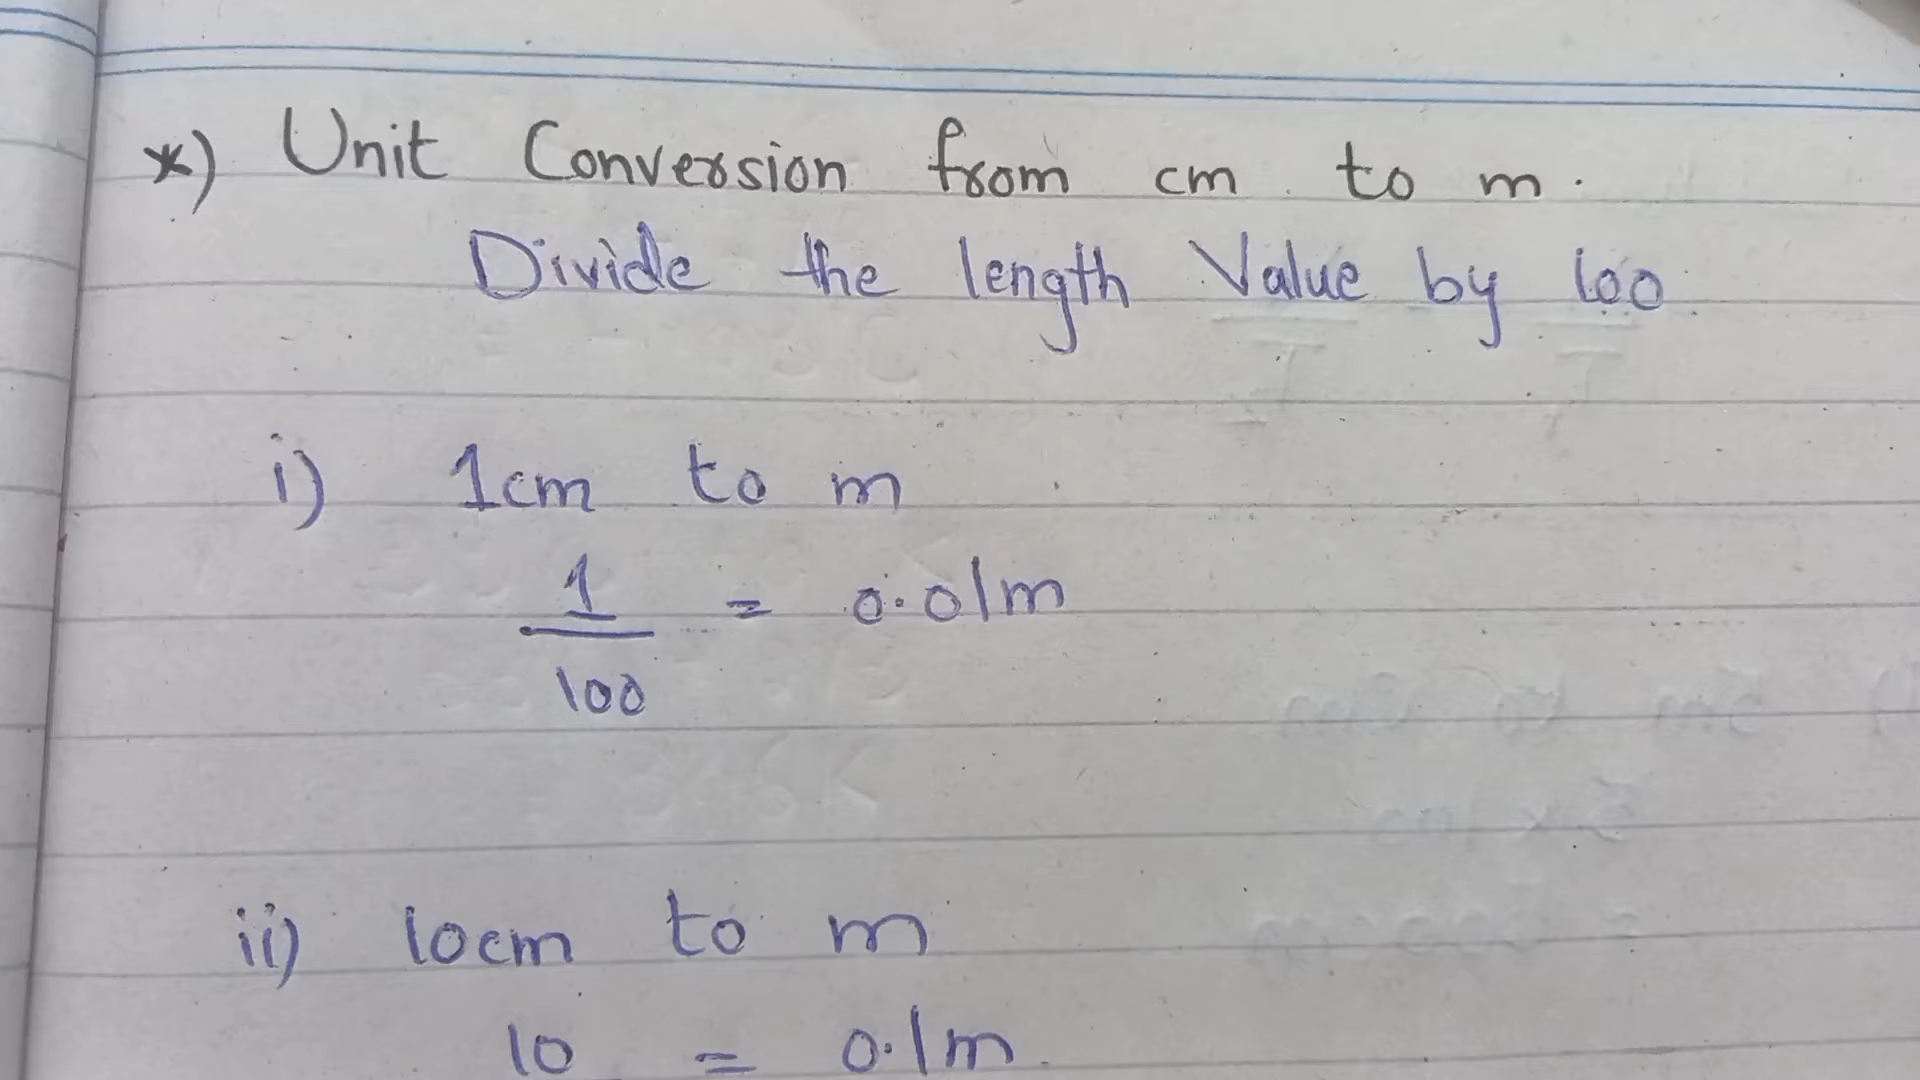 *) Unit Conversion from cm to m.
Divide the length Value by 100
i) 1cm to m
1 = 0.01m
100
ii) 10cm to m
10 = 0.1m